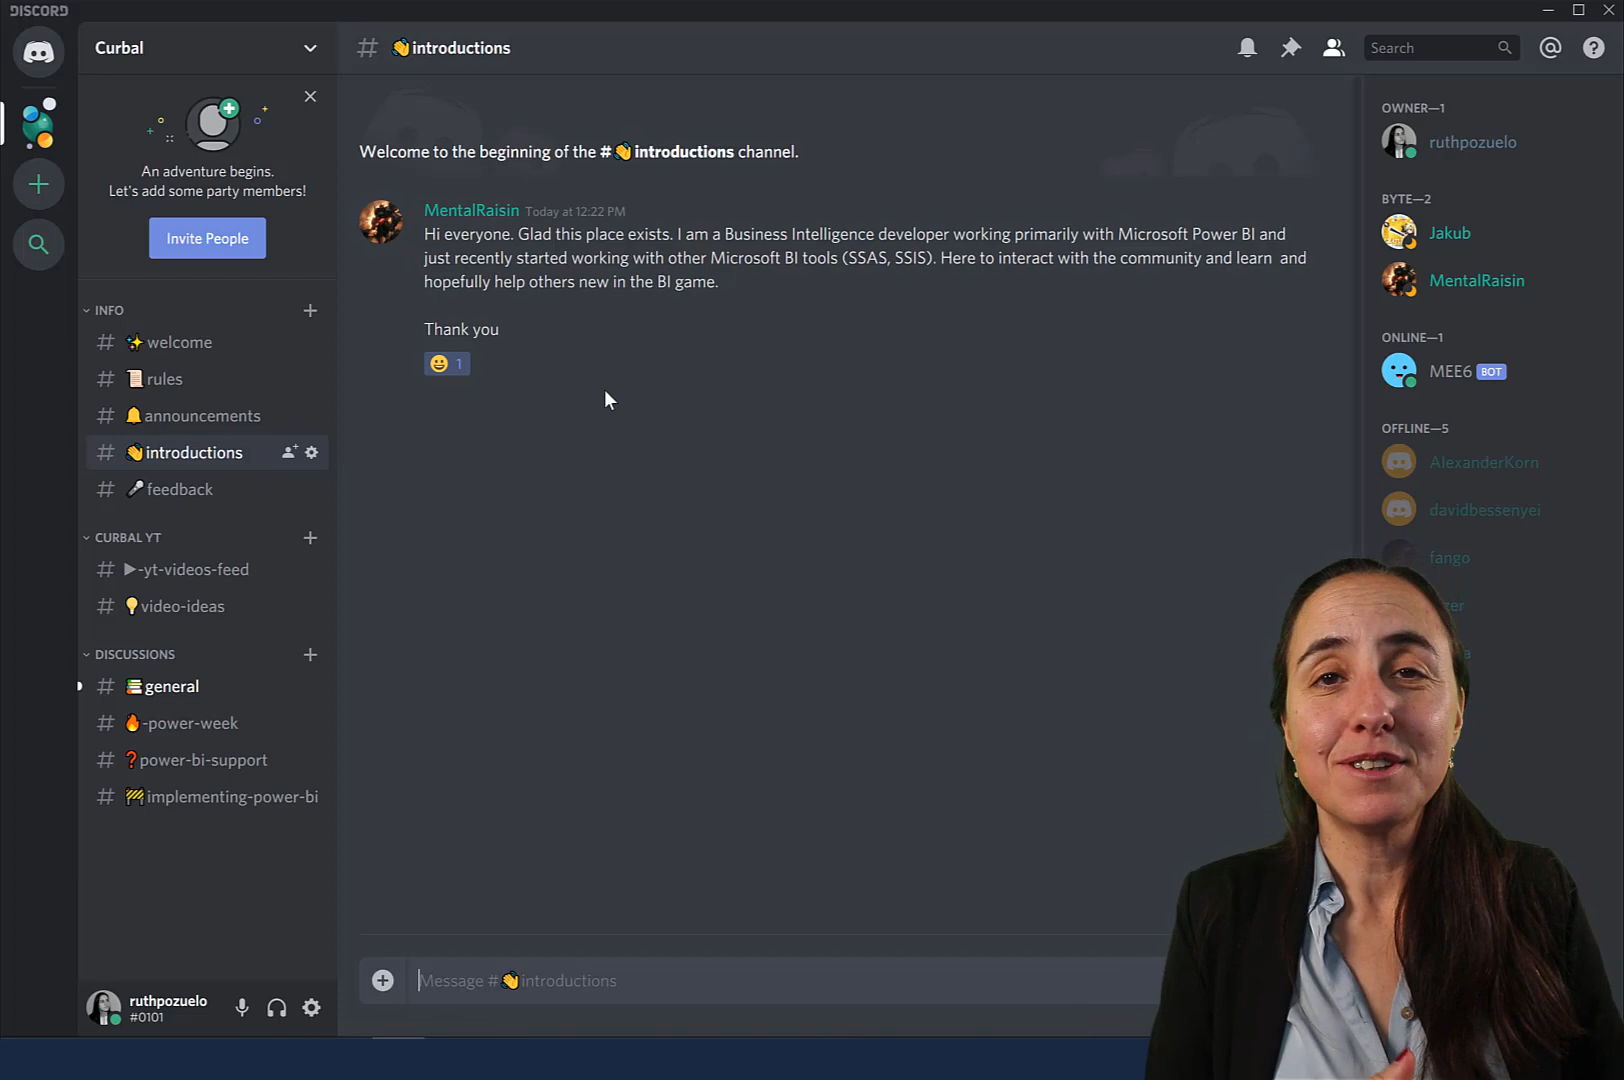 DISCORD
Curbal
An adventure begins.
Let's add some party members!
Invite People
INFO
# ✨welcome
# 📜rules
# 🔔announcements
# 👋introductions
# 🎤feedback
CURBAL YT
# ▶-yt-videos-feed
# 💡video-ideas
DISCUSSIONS
# 📚general
# 🔥-power-week
# ❓power-bi-support
# 🚧implementing-power-bi
ruthpozuelo
#0101
# 👋introductions
Search
Welcome to the beginning of the #👋introductions channel.
MentalRaisin Today at 12:22 PM
Hi everyone. Glad this place exists. I am a Business Intelligence developer working primarily with Microsoft Power BI and
just recently started working with other Microsoft BI tools (SSAS, SSIS). Here to interact with the community and learn and
hopefully help others new in the BI game.
Thank you
😀 1
Message #👋introductions
OWNER—1
ruthpozuelo
BYTE—2
Jakub
MentalRaisin
ONLINE—1
MEE6 BOT
OFFLINE—5
AlexanderKorn
davidbessenyei
fango